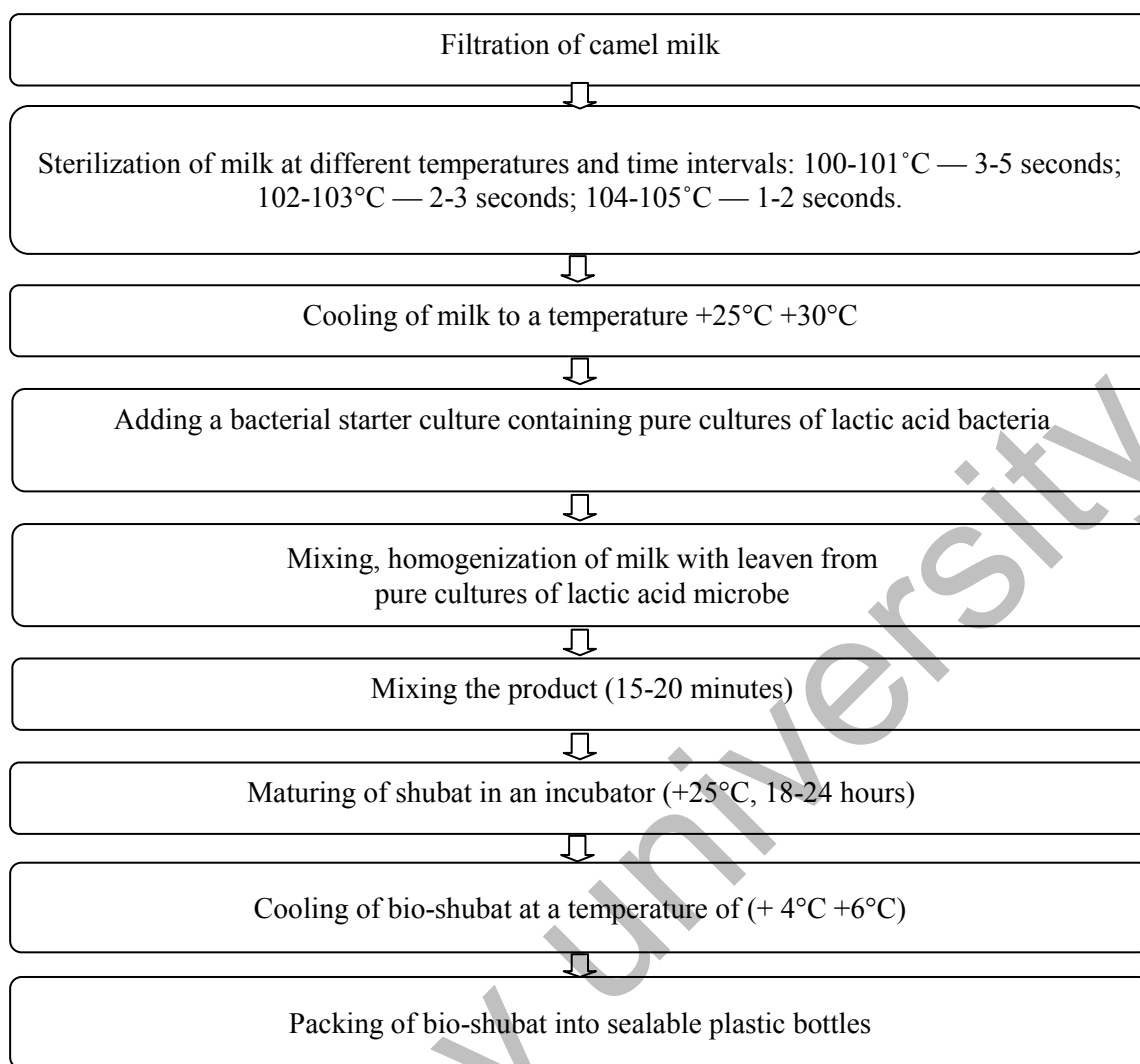 Filtration of camel milk
Sterilization of milk at different temperatures and time intervals: 100-101˚C — 3-5 seconds;
102-103°C — 2-3 seconds; 104-105˚C — 1-2 seconds.
Cooling of milk to a temperature +25°C +30°C
Adding a bacterial starter culture containing pure cultures of lactic acid bacteria
Mixing, homogenization of milk with leaven from
pure cultures of lactic acid microbe
Mixing the product (15-20 minutes)
Maturing of shubat in an incubator (+25°C, 18-24 hours)
Cooling of bio-shubat at a temperature of (+ 4°C +6°C)
Packing of bio-shubat into sealable plastic bottles
y university